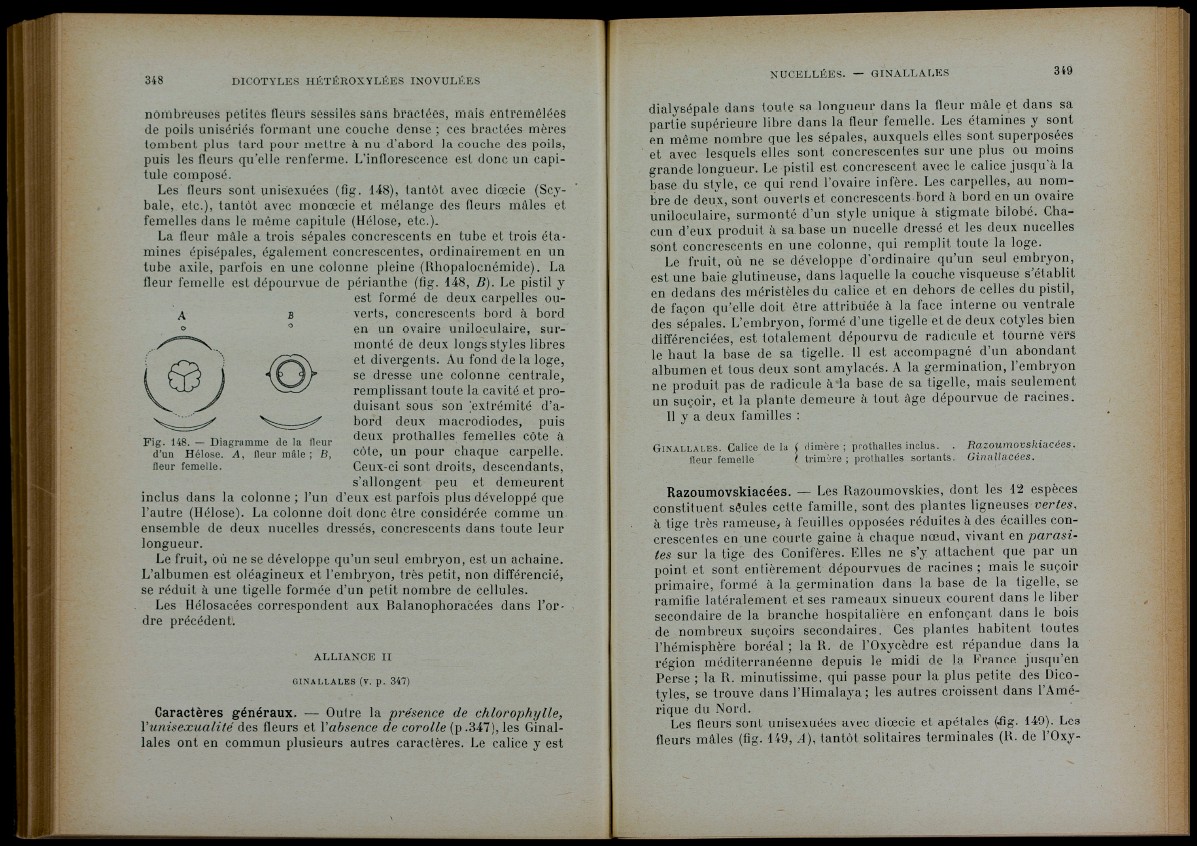 348 DICOTYLES HÉTÉROXYLÉES INOVULÉES
nombreuses petites fleurs sessiles sans bractées, mais entremêlées
de poils unisériés formant une couche dense ; ces bractées mères
tombent plus tard pour mettre à nu d'abord la couche des poils,
puis les fleurs qu'elle renferme. L'inflorescence est donc un capi-
tule composé.
Les fleurs sont unisexuées (fig. 148), tantôt avec diœcie (Scy-
bale, etc.), tantôt avec monœcie et mélange des fleurs mâles et
femelles dans le même capitule (Hélose, etc.).
La fleur mâle a trois sépales concrescents en tube et trois éta-
mines épisépales, également concrescentes, ordinairement en un
tube axile, parfois en une colonne pleine (Rhopalocnémide). La
fleur femelle est dépourvue de périanthe (fig. 148, B). Le pistil y
est formé de deux carpelles ou-
verts, concrescents bord à bord
en un ovaire uniloculaire, sur-
monté de deux longs styles libres
et divergents. Au fond de la loge,
se dresse une colonne centrale,
remplissant toute la cavité et pro-
duisant sous son extrémité d'a-
bord deux macrodiodes, puis
deux prothalles femelles côte à
côte, un pour chaque carpelle.
Ceux-ci sont droits, descendants,
s'allongent peu et demeurent
A B
Fig. 148. — Diagramme de la fleur
d'un Hélose. A, fleur mâle ; B,
fleur femelle.
inclus dans la colonne ; l'un d'eux est parfois plus développé que
l'autre (Hélose). La colonne doit donc être considérée comme un
ensemble de deux nucelles dressés, concrescents dans toute leur
longueur.
Le fruit, où ne se développe qu'un seul embryon, est un achaine.
L'albumen est oléagineux et l'embryon, très petit, non différencié,
se réduit à une tigelle formée d'un petit nombre de cellules.
Les Hélosacées correspondent aux Balanophoracées dans l'or-
dre précédent.
ALLIANCE II
GINALLALES (v. p. 347)
Caractères généraux. — Outre la présence de chlorophylle,
l'unisexualité des fleurs et l'absence de corolle (p.347), les Ginal-
lales ont en commun plusieurs autres caractères. Le calice y est
NUCELLÉES. — GINALLALES 349
dialysépale dans toute sa longueur dans la fleur mâle et dans sa
partie supérieure libre dans la fleur femelle. Les étamines y sont
en même nombre que les sépales, auxquels elles sont superposées
et avec lesquels elles sont concrescentes sur une plus ou moins
grande longueur. Le pistil est concrescent avec le calice jusqu'à la
base du style, ce qui rend l'ovaire infère. Les carpelles, au nom-
bre de deux, sont ouverts et concrescents bord à bord en un ovaire
uniloculaire, surmonté d'un style unique à stigmate bilobé. Cha-
cun d'eux produit à sa base un nucelle dressé et les deux nucelles
sont concrescents en une colonne, qui remplit toute la loge.
Le fruit, où ne se développe d'ordinaire qu'un seul embryon,
est une baie glutineuse, dans laquelle la couche visqueuse s'établit
en dedans des méristèles du calice et en dehors de celles du pistil,
de façon qu'elle doit être attribuée à la face interne ou ventrale
des sépales. L'embryon, formé d'une tigelle et de deux cotyles bien
différenciées, est totalement dépourvu de radicule et tourne vers
le haut la base de sa tigelle. Il est accompagné d'un abondant
albumen et tous deux sont amylacés. A la germination, l'embryon
ne produit pas de radicule à la base de sa tigelle, mais seulement
un suçoir, et la plante demeure à tout âge dépourvue de racines.
Il y a deux familles :
GINALLALES. Calice de la { dimère ; prothalles inclus. . Razoumovskiacées.
fleur femelle { trimère ; prothalles sortants. Ginallacées.
Razoumovskiacées. — Les Razoumovskies, dont les 12 espèces
constituent seules cette famille, sont des plantes ligneuses vertes,
à tige très rameuse, à feuilles opposées réduites à des écailles con-
crescentes en une courte gaine à chaque nœud, vivant en parasi-
tes sur la tige des Conifères. Elles ne s'y attachent que par un
point et sont entièrement dépourvues de racines ; mais le suçoir
primaire, formé à la germination dans la base de la tigelle, se
ramifie latéralement et ses rameaux sinueux courent dans le liber
secondaire de la branche hospitalière en enfonçant dans le bois
de nombreux suçoirs secondaires. Ces plantes habitent toutes
l'hémisphère boréal ; la R. de l'Oxycèdre est répandue dans la
région méditerranéenne depuis le midi de la France jusqu'en
Perse ; la R. minutissime, qui passe pour la plus petite des Dico-
tyles, se trouve dans l'Himalaya ; les autres croissent dans l'Amé-
rique du Nord.
Les fleurs sont unisexuées avec diœcie et apétales (fig. 149). Les
fleurs mâles (fig. 149, A), tantôt solitaires terminales (R. de l'Oxy-